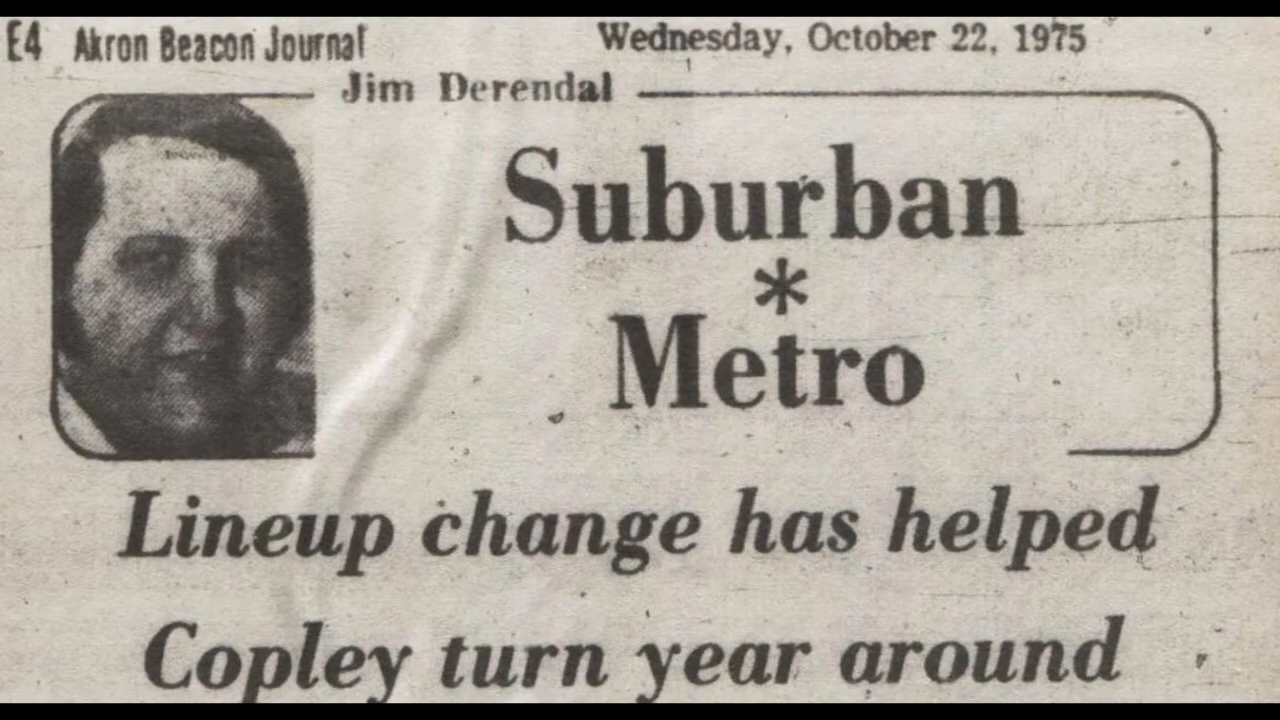 E4 Akron Beacon Journal Wednesday, October 22, 1975
Jim Derendal
Suburban
*
Metro
Lineup change has helped
Copley turn year around